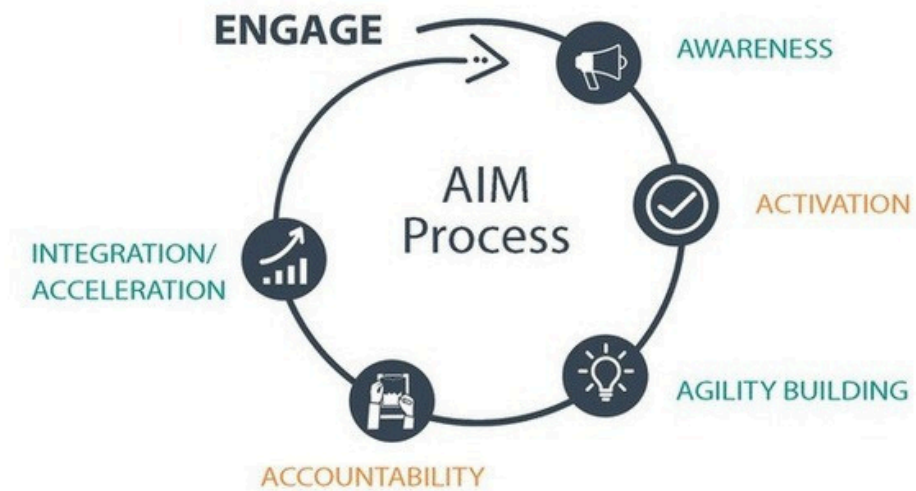 ENGAGE
AWARENESS
AIM
Process
ACTIVATION
INTEGRATION/
ACCELERATION
AGILITY BUILDING
ACCOUNTABILITY